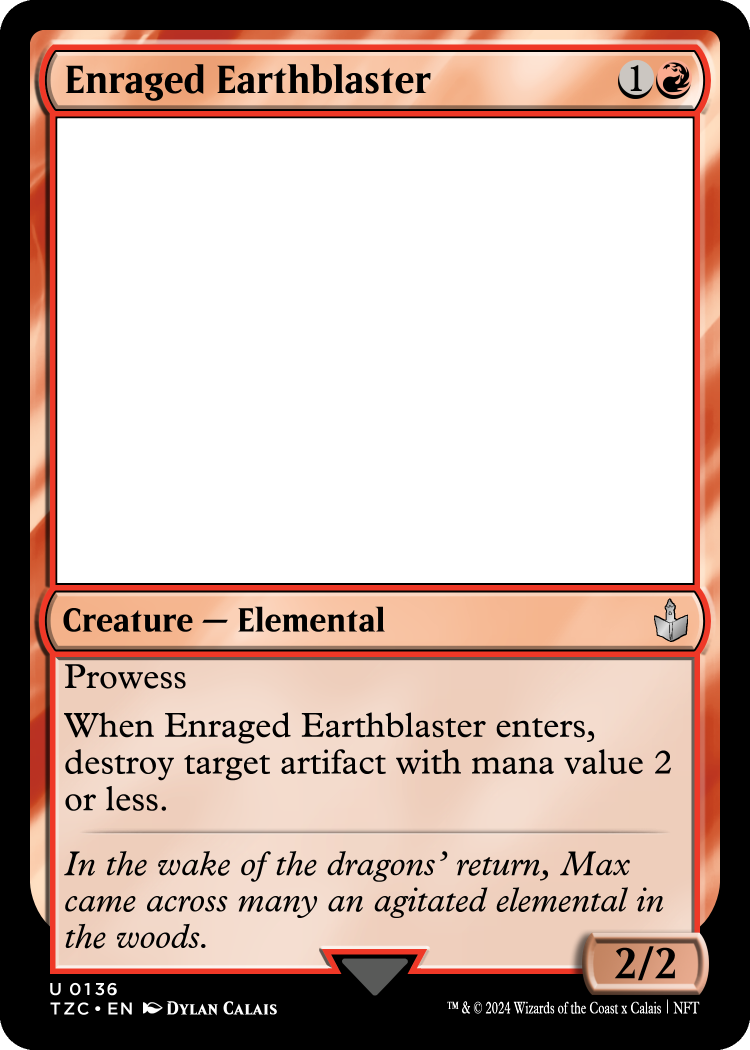 Enraged Earthblaster 1
Creature — Elemental
Prowess
When Enraged Earthblaster enters,
destroy target artifact with mana value 2
or less.
In the wake of the dragons’ return, Max
came across many an agitated elemental in
the woods.
2/2
U 0136
TZC • EN DYLAN CALAIS
™ & © 2024 Wizards of the Coast x Calais | NFT